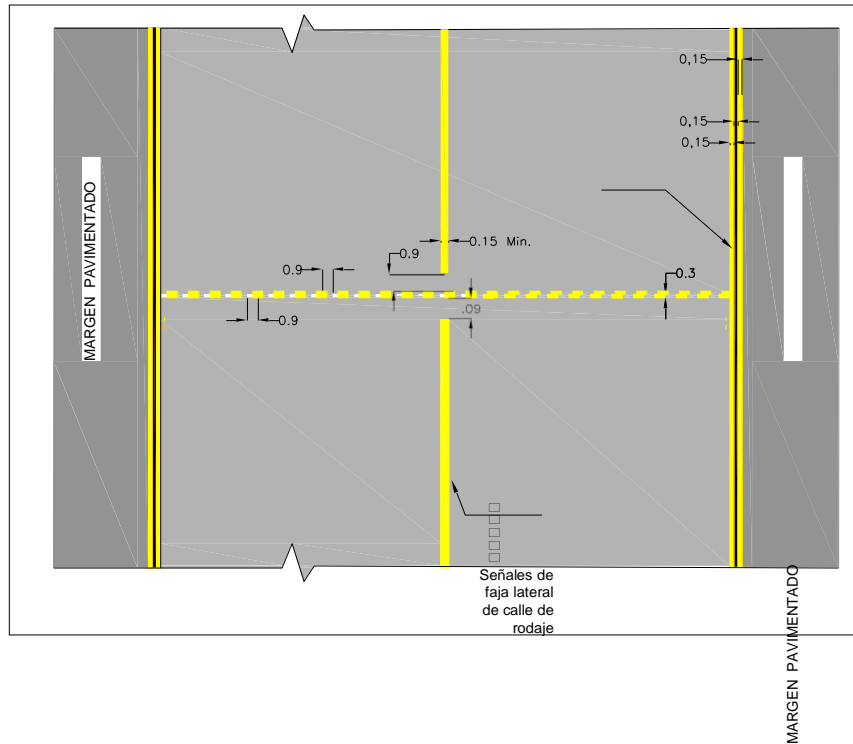 0,15
0,15
0,15
MARGEN PAVIMENTADO
0.9
0.15 Min.
0.9
0.3
.09
0.9
Señales de
faja lateral
de calle de
rodaje
MARGEN PAVIMENTADO